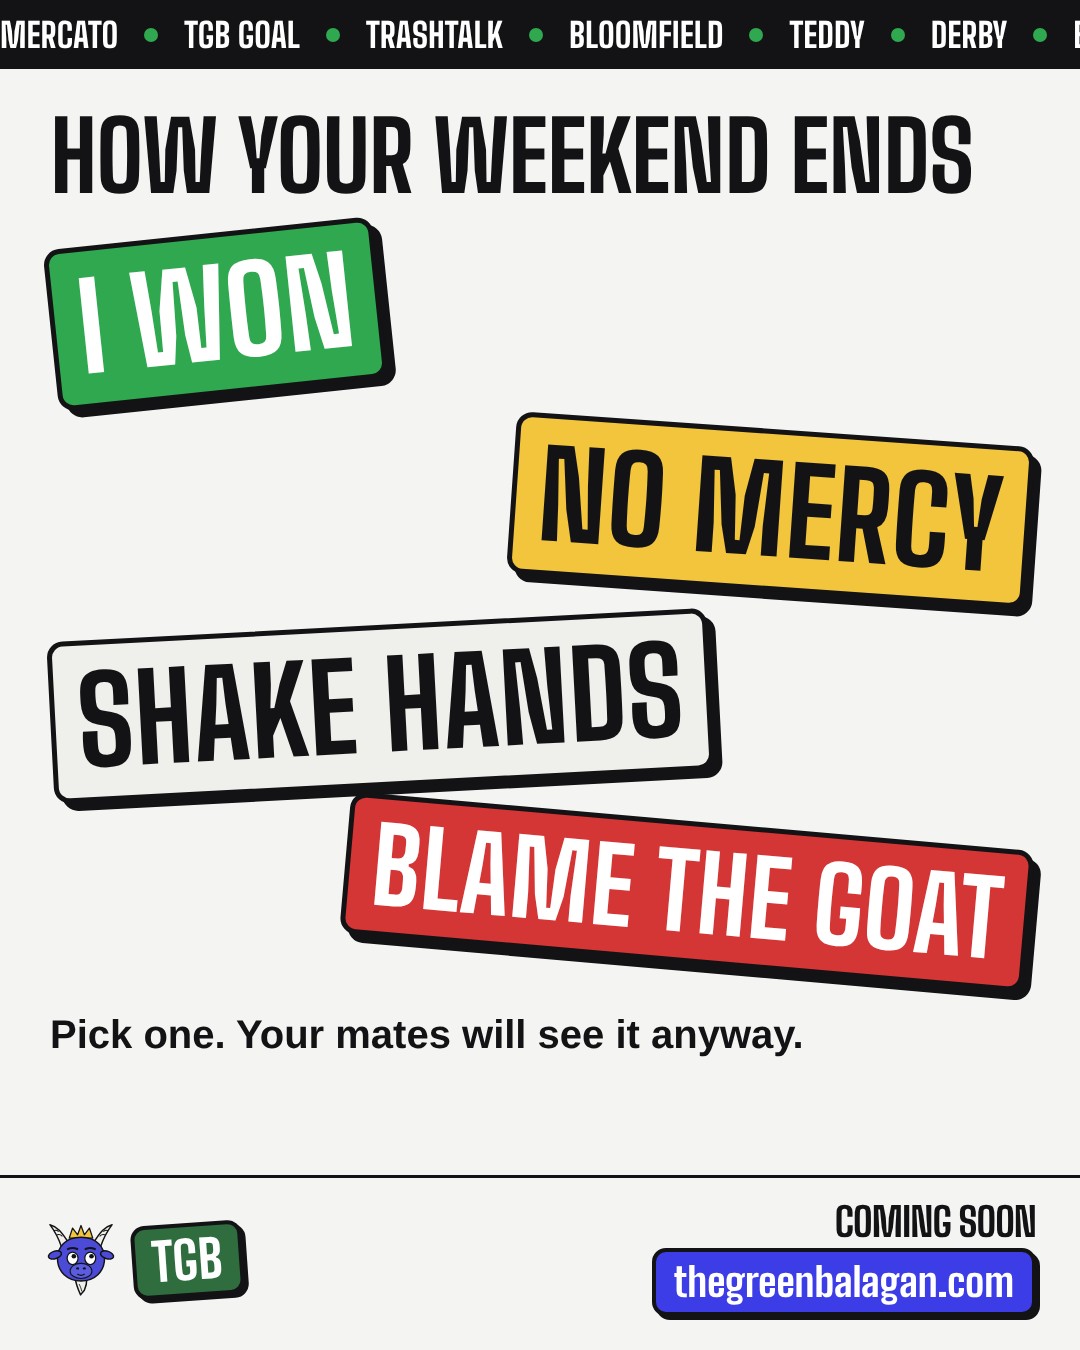 MERCATO • TGB GOAL • TRASHTALK • BLOOMFIELD • TEDDY • DERBY •
HOW YOUR WEEKEND ENDS
I WON
NO MERCY
SHAKE HANDS
BLAME THE GOAT
Pick one. Your mates will see it anyway.
TGB
COMING SOON
thegreenbalagan.com